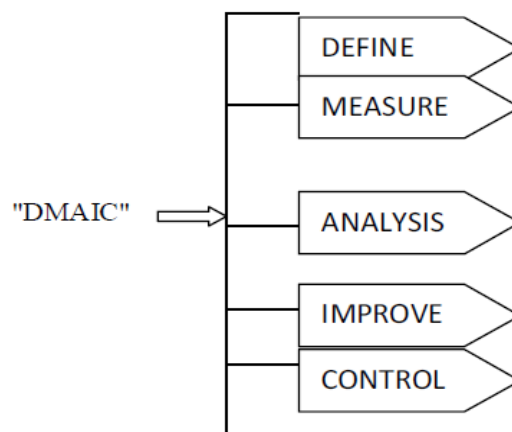 DEFINE
MEASURE
"DMAIC"
ANALYSIS
IMPROVE
CONTROL